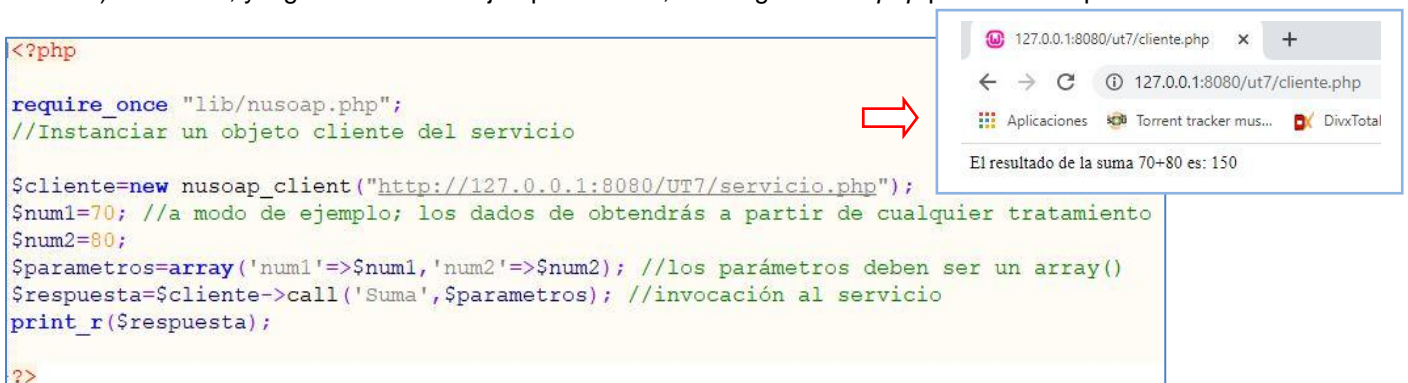 <?php
require_once "lib/nusoap.php";
//Instanciar un objeto cliente del servicio
$cliente=new nusoap_client("http://127.0.0.1:8080/UT7/servicio.php");
$num1=70; //a modo de ejemplo; los dados de obtendrás a partir de cualquier tratamiento
$num2=80;
$parametros=array('num1'=>$num1,'num2'=>$num2); //los parámetros deben ser un array()
$respuesta=$cliente->call('Suma',$parametros); //invocación al servicio
print_r($respuesta);
?>
127.0.0.1:8080/ut7/cliente.php
127.0.0.1:8080/ut7/cliente.php
Aplicaciones Torrent tracker mus... DivxTotal
El resultado de la suma 70+80 es: 150